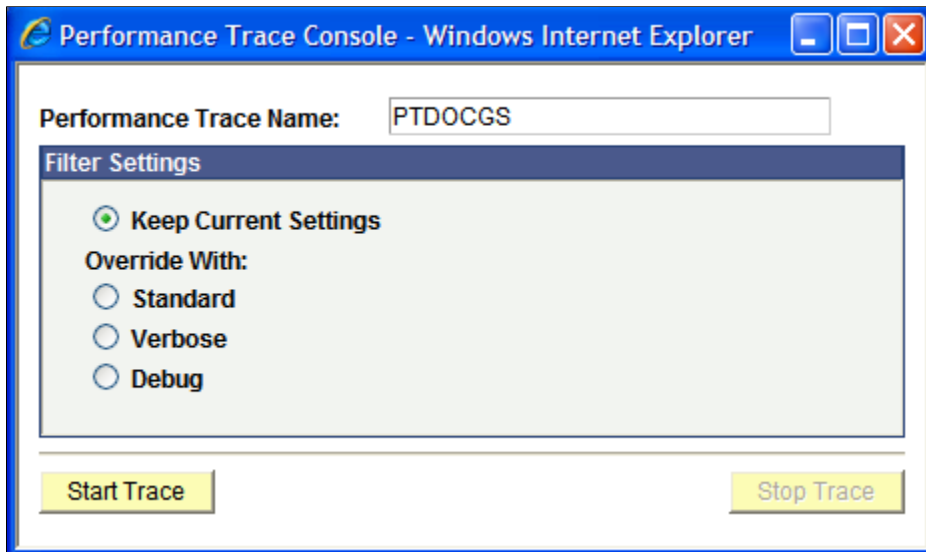 Performance Trace Console - Windows Internet Explorer
Performance Trace Name: PTDOCGS
Filter Settings
Keep Current Settings
Override With:
Standard
Verbose
Debug
Start Trace Stop Trace